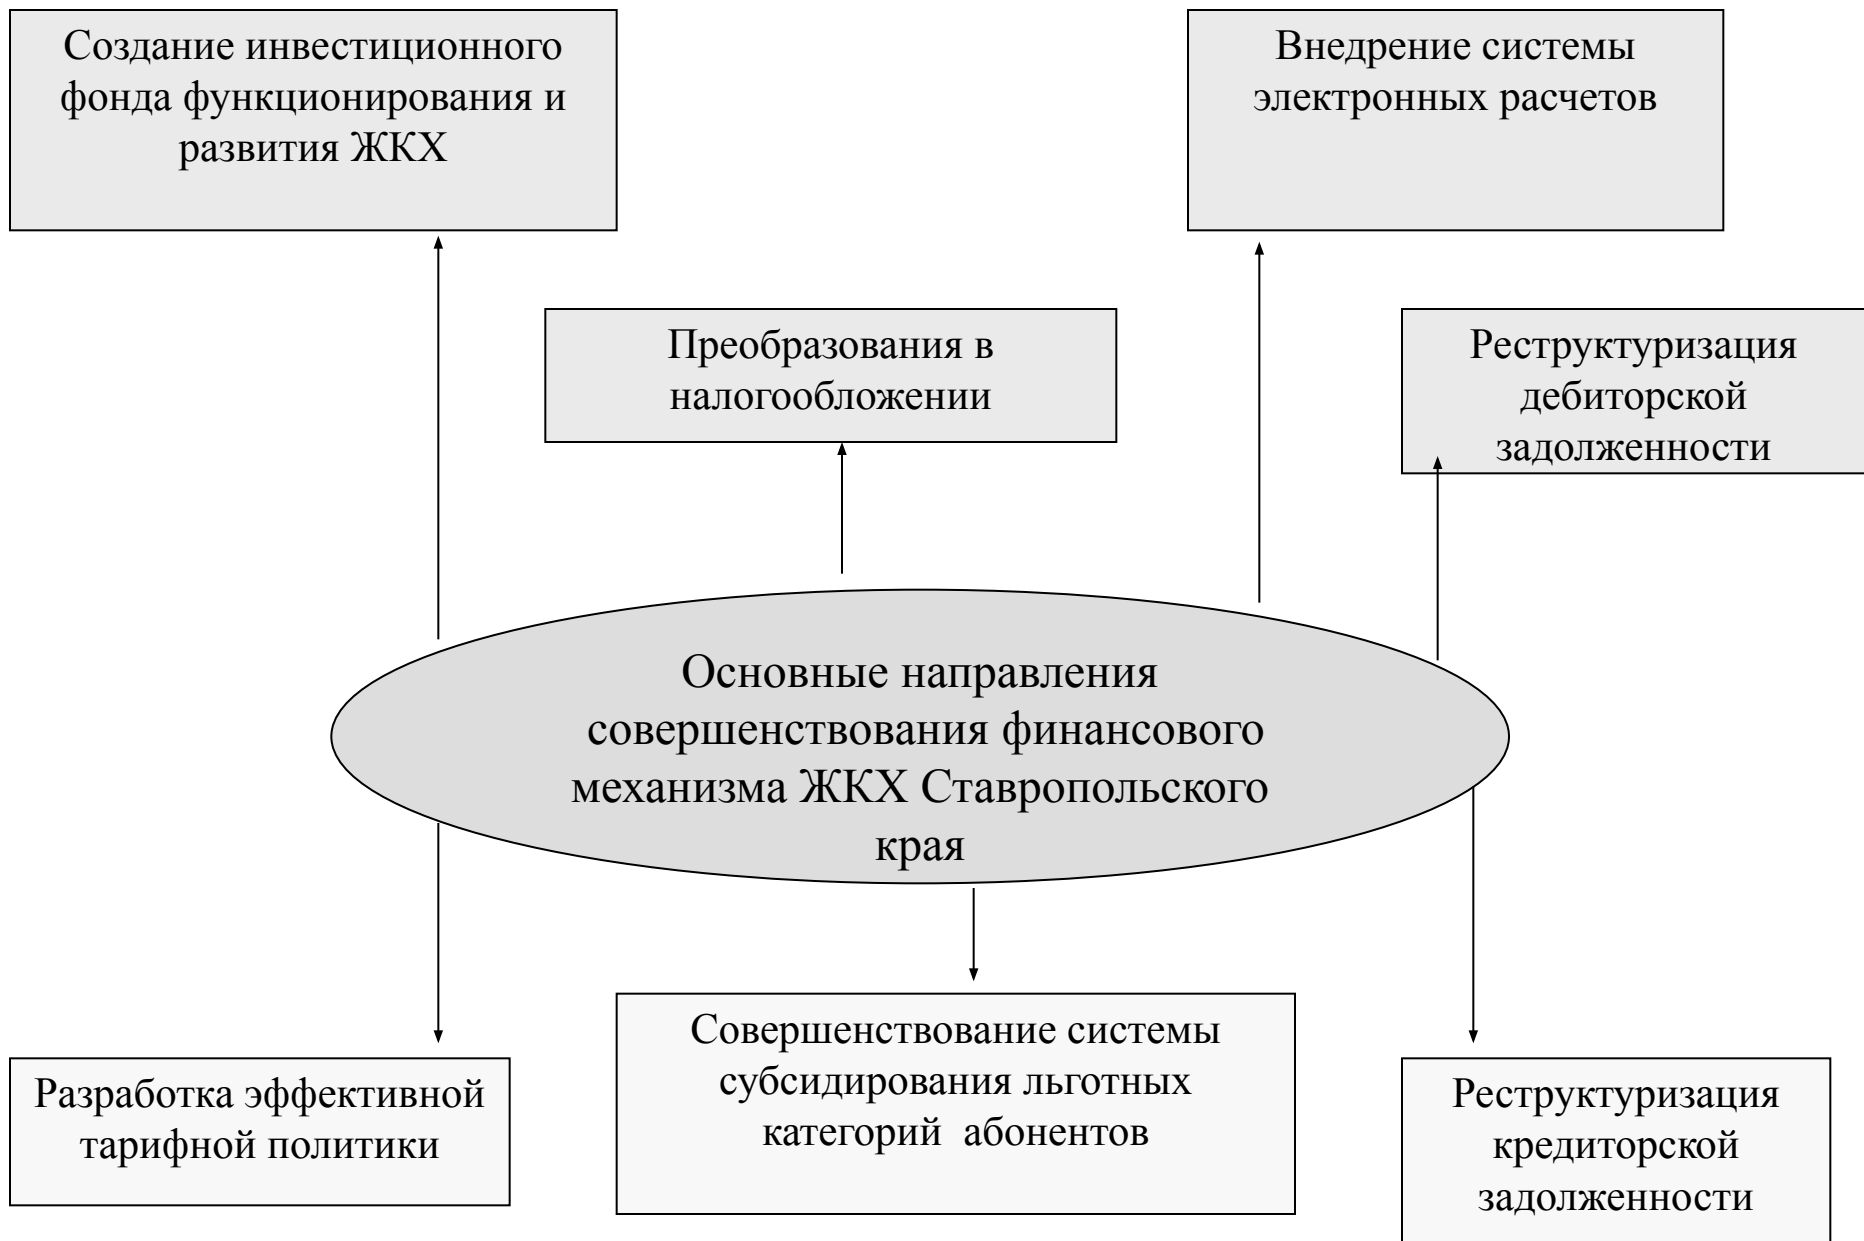 Создание инвестиционного
фонда функционирования и
развития ЖКХ
Внедрение системы
электронных расчетов
Преобразования в
налогообложении
Реструктуризация
дебиторской
задолженности
Основные направления
совершенствования финансового
механизма ЖКХ Ставропольского
края
Разработка эффективной
тарифной политики
Совершенствование системы
субсидирования льготных
категорий абонентов
Реструктуризация
кредиторской
задолженности